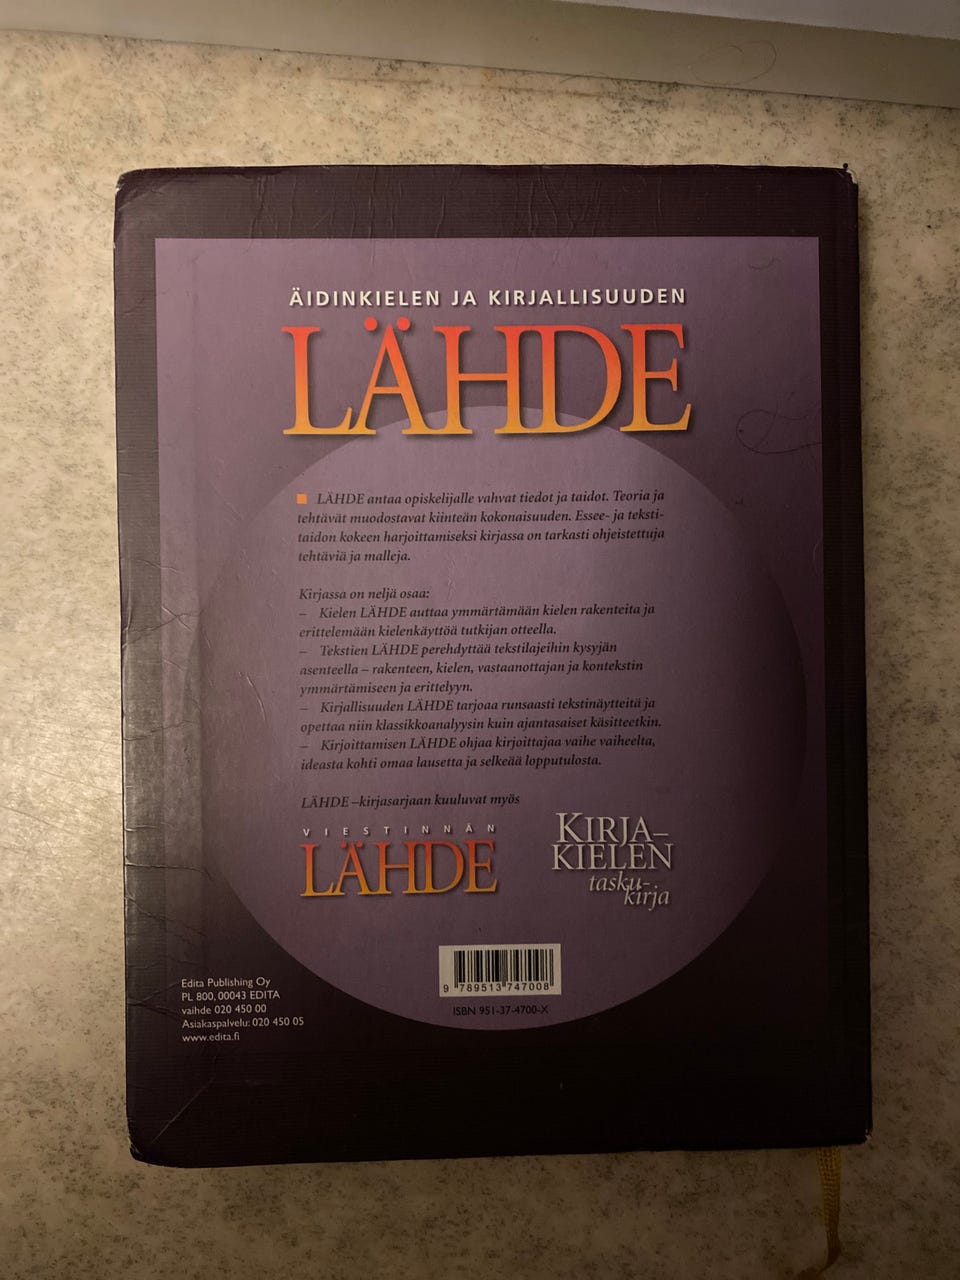 ÄIDINKIELEN JA KIRJALLISUUDEN
LÄHDE
LÄHDE antaa opiskelijalle vahvat tiedot ja taidot. Teoria ja
tehtävät muodostavat kiinteän kokonaisuuden. Essee- ja teksti-
taidon kokeen harjoittamiseksi kirjassa on tarkasti ohjeistettuja
tehtäviä ja malleja.
Kirjassa on neljä osaa:
– Kielen LÄHDE auttaa ymmärtämään kielen rakenteita ja
erittelemään kielenkäyttöä tutkijan otteella.
– Tekstien LÄHDE perehdyttää tekstilajeihin kysyjän
asenteella – rakenteen, kielen, vastaanottajan ja kontekstin
ymmärtämiseen ja erittelyyn.
– Kirjallisuuden LÄHDE tarjoaa runsaasti tekstinäytteitä ja
opettaa niin klassikkoanalyysin kuin ajantasaiset käsitteetkin.
– Kirjoittamisen LÄHDE ohjaa kirjoittajaa vaihe vaiheelta,
ideasta kohti omaa lausetta ja selkeää lopputulosta.
LÄHDE –kirjasarjaan kuuluvat myös
VIESTINNÄN
LÄHDE
KIRJA–
KIELEN
tasku-
kirja
9 789513 747008
ISBN 951-37-4700-X
Edita Publishing Oy
PL 800, 00043 EDITA
vaihde 020 450 00
Asiakaspalvelu: 020 450 05
www.edita.fi